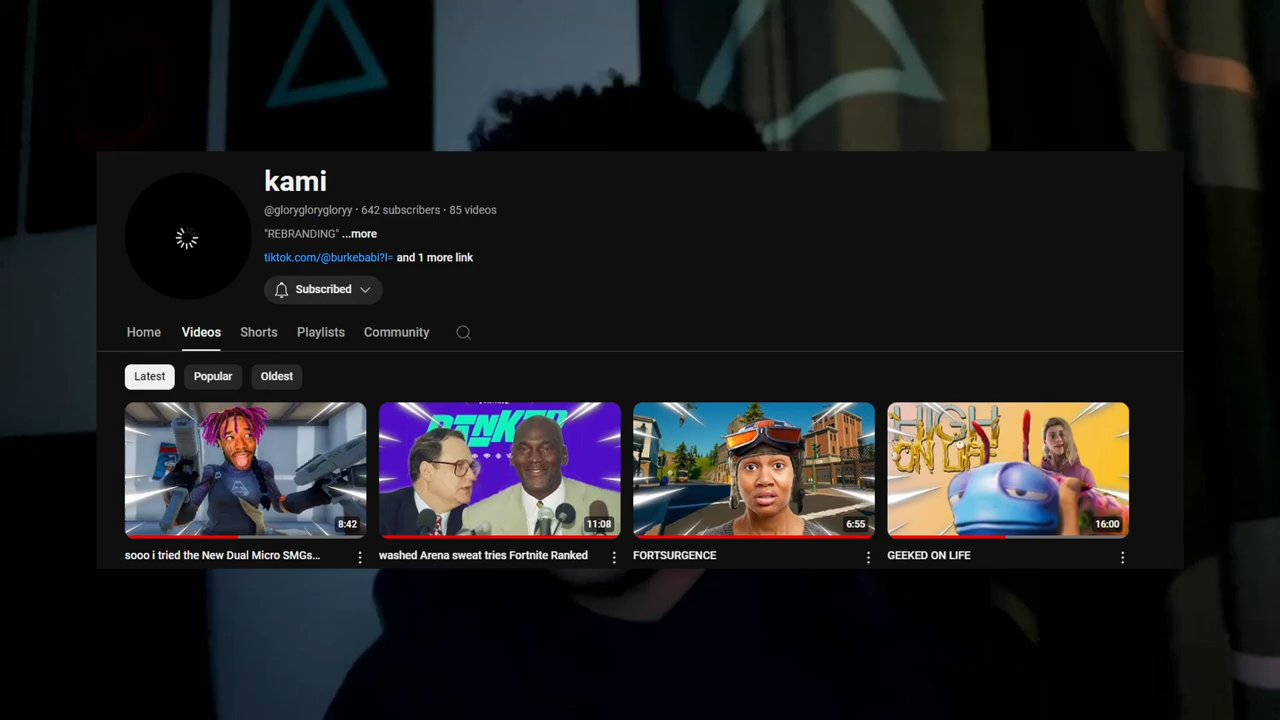 kami
@gloryglorygloryy · 642 subscribers · 85 videos
"REBRANDING" ...more
tiktok.com/@burkebabi?l= and 1 more link
Subscribed
Home Videos Shorts Playlists Community
Latest Popular Oldest
RANKED
HIGH
ON LIFE
8:42 11:08 6:55 16:00
sooo i tried the New Dual Micro SMGs... washed Arena sweat tries Fortnite Ranked FORTSURGENCE GEEKED ON LIFE